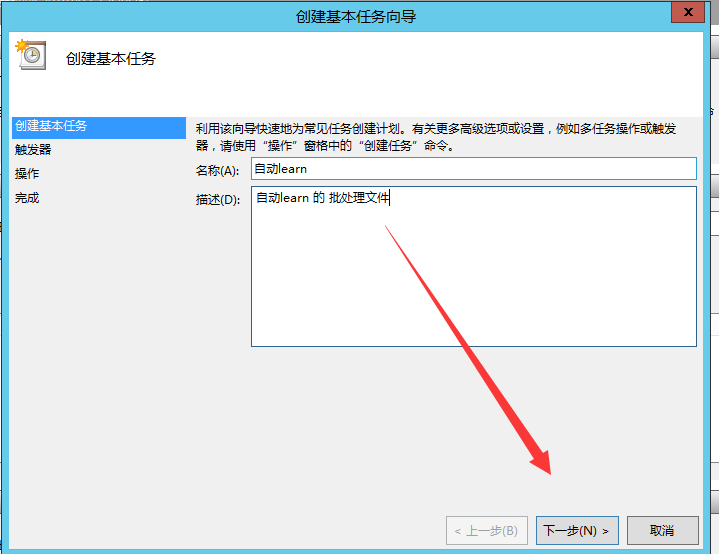 创建基本任务向导
x
创建基本任务
创建基本任务
触发器
操作
完成
利用该向导快速地为常见任务创建计划。有关更多高级选项或设置，例如多任务操作或触发
器，请使用“操作”窗格中的“创建任务”命令。
名称(A):
自动learn
描述(D):
自动learn 的 批处理文件
< 上一步(B)
下一步(N) >
取消